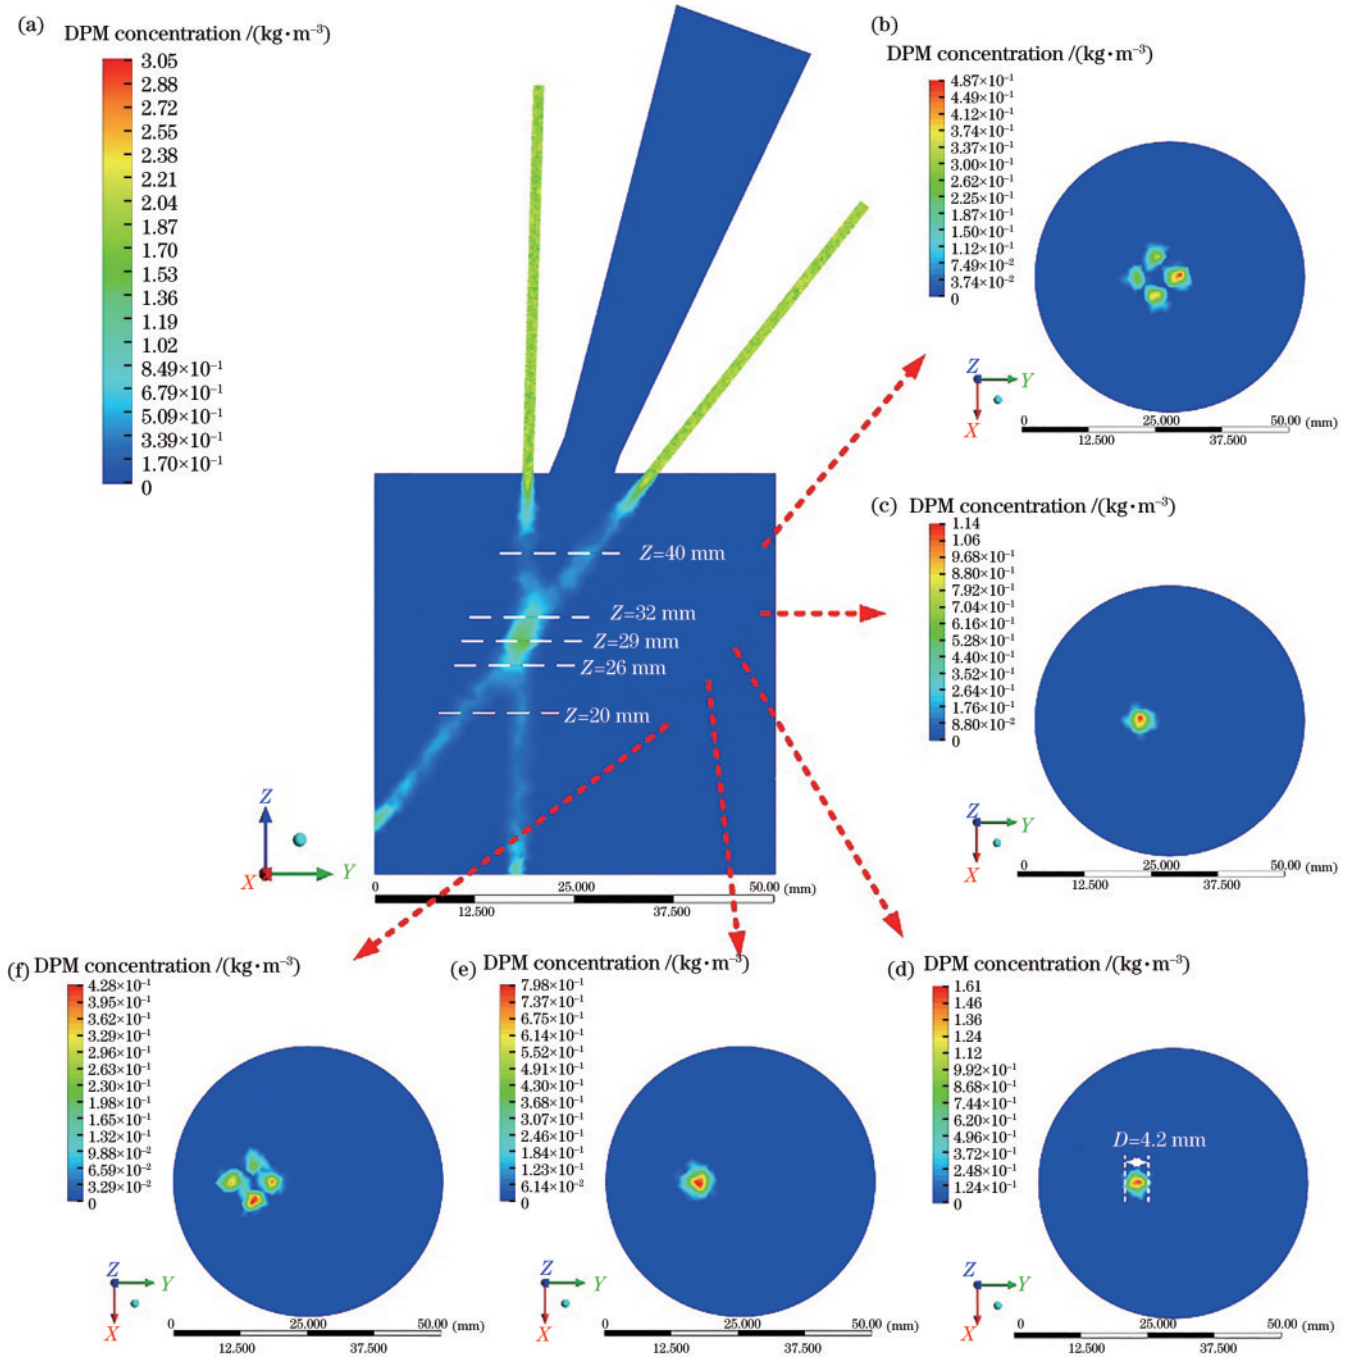 (a)
DPM concentration /(kg·m⁻³)
3.05
2.88
2.72
2.55
2.38
2.21
2.04
1.87
1.70
1.53
1.36
1.19
1.02
8.49×10⁻¹
6.79×10⁻¹
5.09×10⁻¹
3.39×10⁻¹
1.70×10⁻¹
0
Z=40 mm
Z=32 mm
Z=29 mm
Z=26 mm
Z=20 mm
Z
Y
X
0 25.000 50.00 (mm)
12.500 37.500
(b)
DPM concentration /(kg·m⁻³)
4.87×10⁻¹
4.49×10⁻¹
4.12×10⁻¹
3.74×10⁻¹
3.37×10⁻¹
3.00×10⁻¹
2.62×10⁻¹
2.25×10⁻¹
1.87×10⁻¹
1.50×10⁻¹
1.12×10⁻¹
7.49×10⁻²
3.74×10⁻²
0
Z
Y
X
0 25.000 50.00 (mm)
12.500 37.500
(c)
DPM concentration /(kg·m⁻³)
1.14
1.06
9.68×10⁻¹
8.80×10⁻¹
7.92×10⁻¹
7.04×10⁻¹
6.16×10⁻¹
5.28×10⁻¹
4.40×10⁻¹
3.52×10⁻¹
2.64×10⁻¹
1.76×10⁻¹
8.80×10⁻²
0
Z
Y
X
0 25.000 50.00 (mm)
12.500 37.500
(f)
DPM concentration /(kg·m⁻³)
4.28×10⁻¹
3.95×10⁻¹
3.62×10⁻¹
3.29×10⁻¹
2.96×10⁻¹
2.63×10⁻¹
2.30×10⁻¹
1.98×10⁻¹
1.65×10⁻¹
1.32×10⁻¹
9.88×10⁻²
6.59×10⁻²
3.29×10⁻²
0
Z
Y
X
0 25.000 50.00 (mm)
12.500 37.500
(e)
DPM concentration /(kg·m⁻³)
7.98×10⁻¹
7.37×10⁻¹
6.75×10⁻¹
6.14×10⁻¹
5.52×10⁻¹
4.91×10⁻¹
4.30×10⁻¹
3.68×10⁻¹
3.07×10⁻¹
2.46×10⁻¹
1.84×10⁻¹
1.23×10⁻¹
6.14×10⁻²
0
Z
Y
X
0 25.000 50.00 (mm)
12.500 37.500
(d)
DPM concentration /(kg·m⁻³)
1.61
1.46
1.36
1.24
1.12
9.92×10⁻¹
8.68×10⁻¹
7.44×10⁻¹
6.20×10⁻¹
4.96×10⁻¹
3.72×10⁻¹
2.48×10⁻¹
1.24×10⁻¹
0
D=4.2 mm
Z
Y
X
0 25.000 50.00 (mm)
12.500 37.500